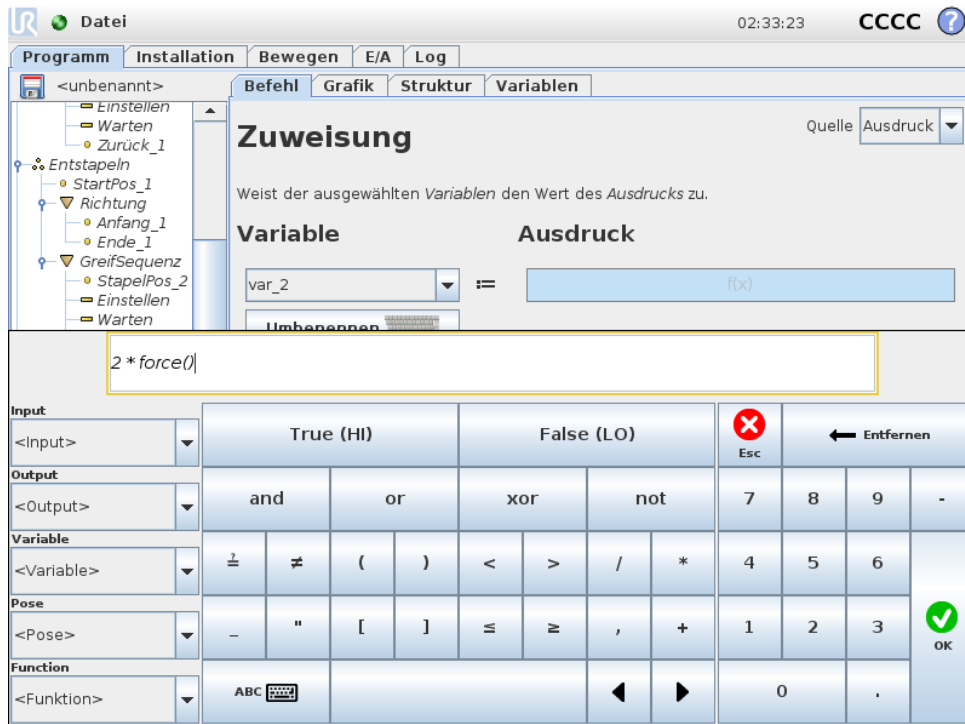 UR Datei 02:33:23 CCCC ?
Programm Installation Bewegen E/A Log
<unbenannt> Befehl Grafik Struktur Variablen
Einstellen
Warten
Zurück_1
Entstapeln
StartPos_1
Richtung
Anfang_1
Ende_1
GreifSequenz
StapelPos_2
Einstellen
Warten
Zuweisung
Quelle Ausdruck
Weist der ausgewählten Variablen den Wert des Ausdrucks zu.
Variable Ausdruck
var_2 := f(x)
Umbenennen
2 * force()
Input
<Input>
Output
<Output>
Variable
<Variable>
Pose
<Pose>
Function
<Funktion>
True (HI) False (LO) Esc Entfernen
and or xor not 7 8 9 -
≟ ≠ ( ) < > / * 4 5 6
_ " [ ] ≤ ≥ , + 1 2 3 OK
ABC 0 .